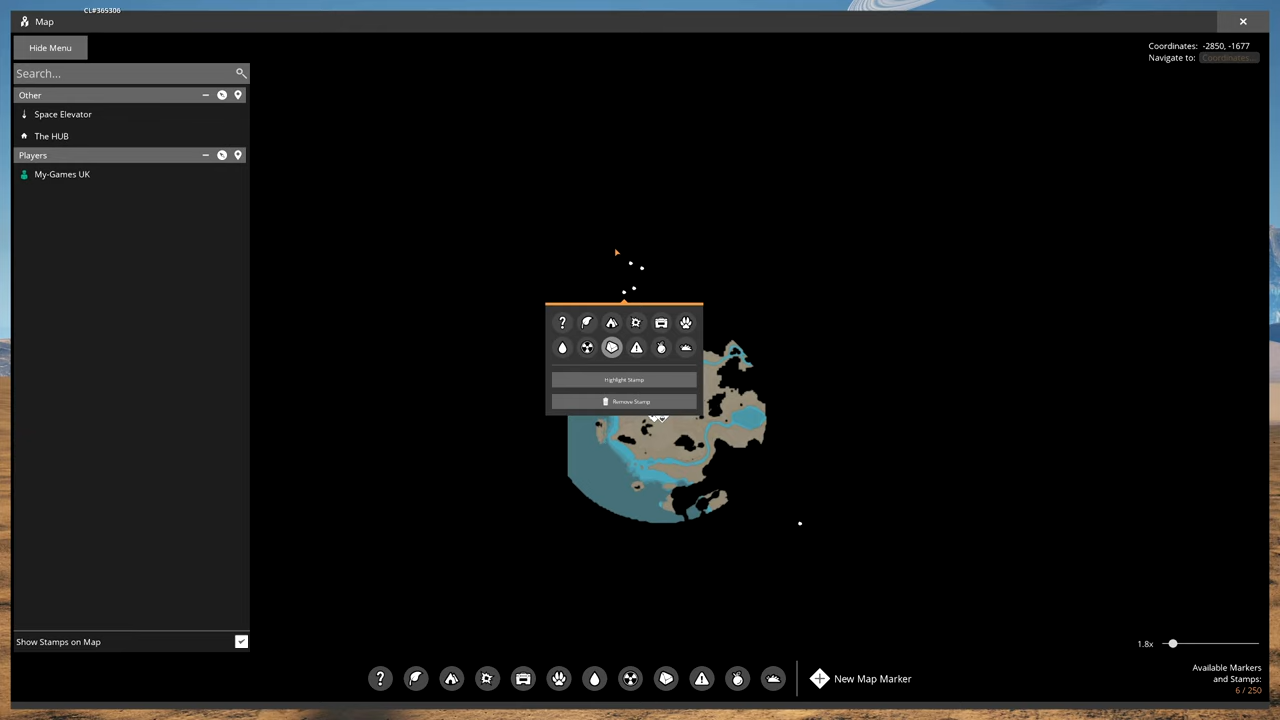 CL#365306
Map
Hide Menu
Coordinates: -2850, -1677
Navigate to: Coordinates...
Search...
Other
Space Elevator
The HUB
Players
My-Games UK
Highlight Stamp
Remove Stamp
Show Stamps on Map
1.8x
New Map Marker
Available Markers
and Stamps:
6 / 250